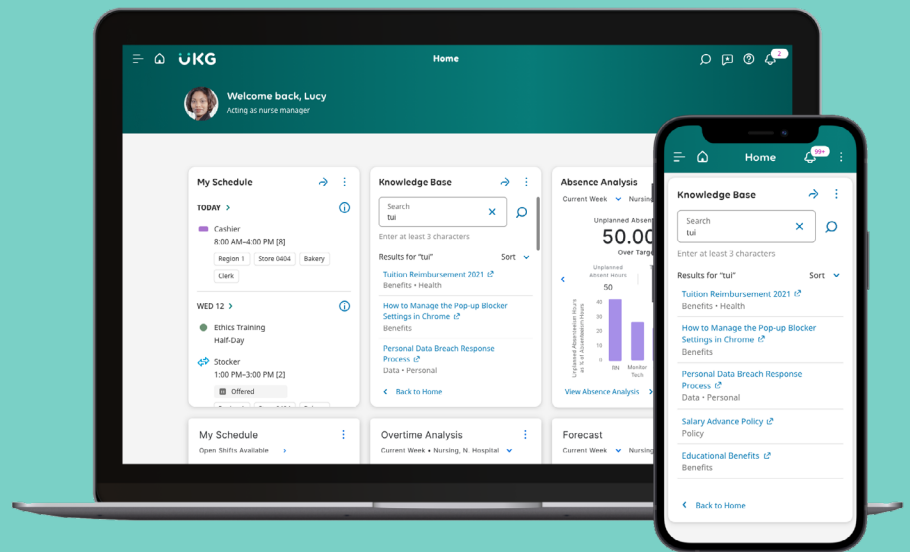 UKG
Home
2
Welcome back, Lucy
Acting as nurse manager
My Schedule
TODAY
Cashier
8:00 AM–4:00 PM [8]
Region 1 Store 0404 Bakery
Clerk
WED 12
Ethics Training
Half-Day
Stocker
1:00 PM–3:00 PM [2]
Offered
Knowledge Base
Search
tui
Enter at least 3 characters
Results for “tui” Sort
Tuition Reimbursement 2021
Benefits • Health
How to Manage the Pop-up Blocker
Settings in Chrome
Benefits
Personal Data Breach Response
Process
Data • Personal
Back to Home
Absence Analysis
Current Week
Unplanned
50.00
Over
Unplanned
Absent Hours
50
Unplanned Absenteeism Hours
as % of Absenteeism Hours
40
30
20
10
0
RN Monitor
Tech
View Absence Analysis
My Schedule
Open Shifts Available
Overtime Analysis
Current Week • Nursing, N. Hospital
Forecast
Current Week
Home
99+
Knowledge Base
Search
tui
Enter at least 3 characters
Results for “tui” Sort
Tuition Reimbursement 2021
Benefits • Health
How to Manage the Pop-up Blocker
Settings in Chrome
Benefits
Personal Data Breach Response
Process
Data • Personal
Salary Advance Policy
Policy
Educational Benefits
Benefits
Back to Home